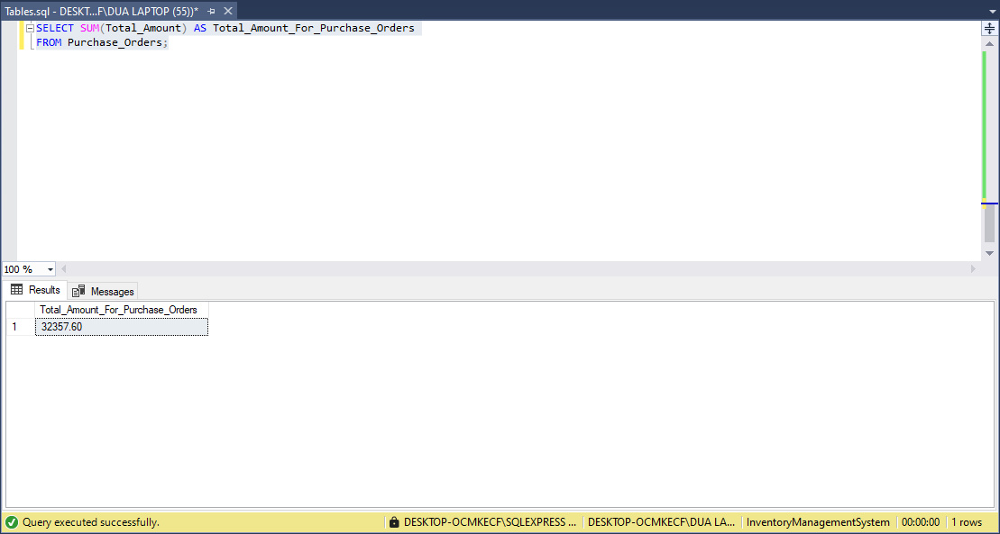 Tables.sql - DESKT...F\DUA LAPTOP (55))*
SELECT SUM(Total_Amount) AS Total_Amount_For_Purchase_Orders
FROM Purchase_Orders;
100 %
Results Messages
Total_Amount_For_Purchase_Orders
1 32357.60
Query executed successfully. DESKTOP-OCMKECF\SQLEXPRESS ... DESKTOP-OCMKECF\DUA LA... InventoryManagementSystem 00:00:00 1 rows